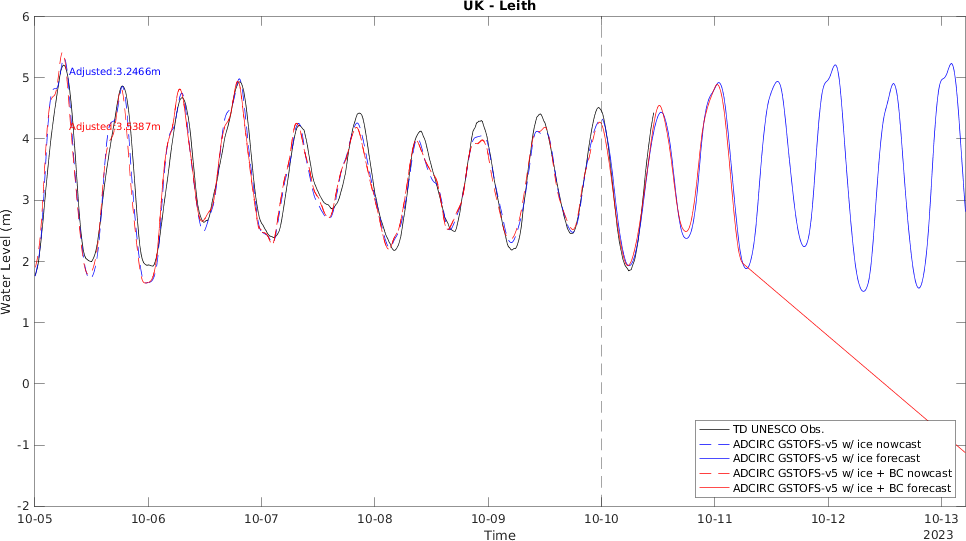 UK - Leith
6
5
4
3
2
1
0
-1
-2
Water Level (m)
Adjusted:3.2466m
Adjusted:3.5387m
TD UNESCO Obs.
ADCIRC GSTOFS-v5 w/ ice nowcast
ADCIRC GSTOFS-v5 w/ ice forecast
ADCIRC GSTOFS-v5 w/ ice + BC nowcast
ADCIRC GSTOFS-v5 w/ ice + BC forecast
10-05 10-06 10-07 10-08 10-09 10-10 10-11 10-12 10-13
Time
2023